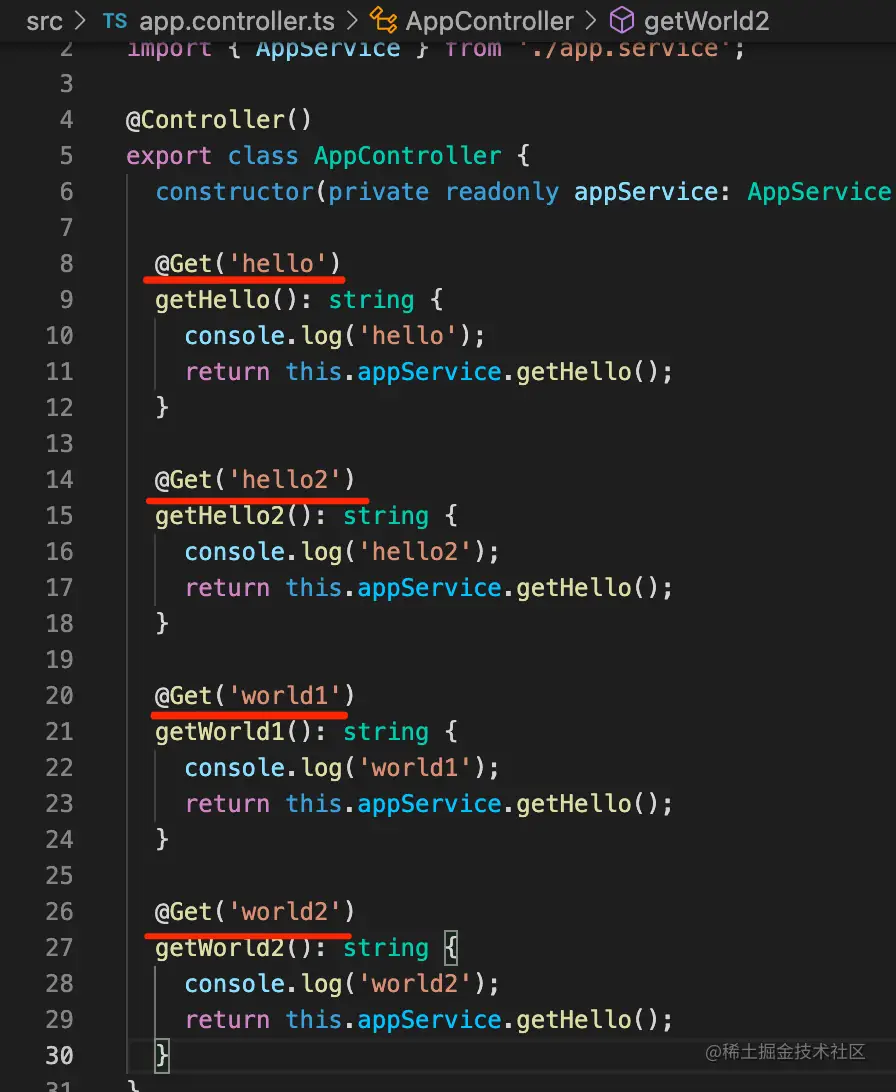 src > TS app.controller.ts > AppController > getWorld2
2 import { AppService } from './app.service';
3
4 @Controller()
5 export class AppController {
6 constructor(private readonly appService: AppService
7
8 @Get('hello')
9 getHello(): string {
10 console.log('hello');
11 return this.appService.getHello();
12 }
13
14 @Get('hello2')
15 getHello2(): string {
16 console.log('hello2');
17 return this.appService.getHello();
18 }
19
20 @Get('world1')
21 getWorld1(): string {
22 console.log('world1');
23 return this.appService.getHello();
24 }
25
26 @Get('world2')
27 getWorld2(): string {
28 console.log('world2');
29 return this.appService.getHello();
30 }
31 }
@稀土掘金技术社区